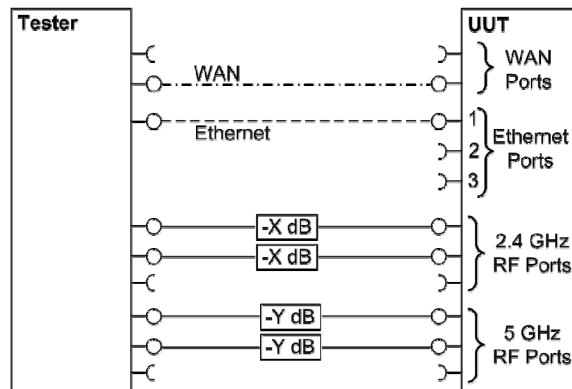 Tester
UUT
WAN
WAN
Ports
Ethernet
1
2
3
Ethernet
Ports
-X dB
-X dB
2.4 GHz
RF Ports
-Y dB
-Y dB
5 GHz
RF Ports